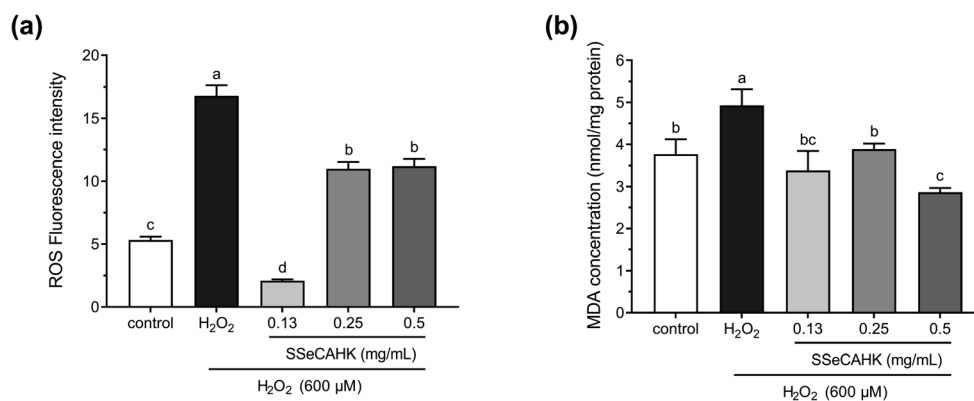 (a)
ROS Fluorescence intensity
20
15
10
5
0
a
b
b
c
d
control
H₂O₂
0.13
0.25
0.5
SSeCAHK (mg/mL)
H₂O₂ (600 μM)
(b)
MDA concentration (nmol/mg protein)
6
5
4
3
2
1
0
a
b
bc
b
c
control
H₂O₂
0.13
0.25
0.5
SSeCAHK (mg/mL)
H₂O₂ (600 μM)